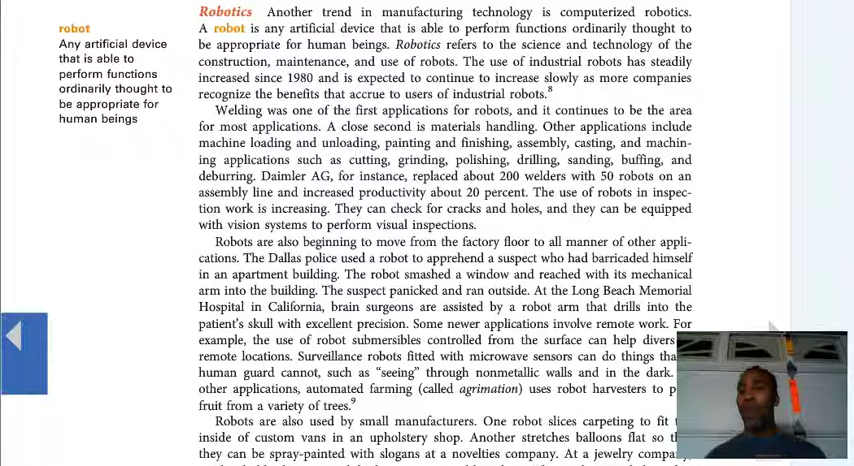 robot
Any artificial device
that is able to
perform functions
ordinarily thought to
be appropriate for
human beings
Robotics Another trend in manufacturing technology is computerized robotics.
A robot is any artificial device that is able to perform functions ordinarily thought to
be appropriate for human beings. Robotics refers to the science and technology of the
construction, maintenance, and use of robots. The use of industrial robots has steadily
increased since 1980 and is expected to continue to increase slowly as more companies
recognize the benefits that accrue to users of industrial robots.8
Welding was one of the first applications for robots, and it continues to be the area
for most applications. A close second is materials handling. Other applications include
machine loading and unloading, painting and finishing, assembly, casting, and machin-
ing applications such as cutting, grinding, polishing, drilling, sanding, buffing, and
deburring. Daimler AG, for instance, replaced about 200 welders with 50 robots on an
assembly line and increased productivity about 20 percent. The use of robots in inspec-
tion work is increasing. They can check for cracks and holes, and they can be equipped
with vision systems to perform visual inspections.
Robots are also beginning to move from the factory floor to all manner of other appli-
cations. The Dallas police used a robot to apprehend a suspect who had barricaded himself
in an apartment building. The robot smashed a window and reached with its mechanical
arm into the building. The suspect panicked and ran outside. At the Long Beach Memorial
Hospital in California, brain surgeons are assisted by a robot arm that drills into the
patient's skull with excellent precision. Some newer applications involve remote work. For
example, the use of robot submersibles controlled from the surface can help divers
remote locations. Surveillance robots fitted with microwave sensors can do things tha
human guard cannot, such as "seeing" through nonmetallic walls and in the dark.
other applications, automated farming (called agrimation) uses robot harvesters to p
fruit from a variety of trees.9
Robots are also used by small manufacturers. One robot slices carpeting to fit
inside of custom vans in an upholstery shop. Another stretches balloons flat so th
they can be spray-painted with slogans at a novelties company. At a jewelry company,